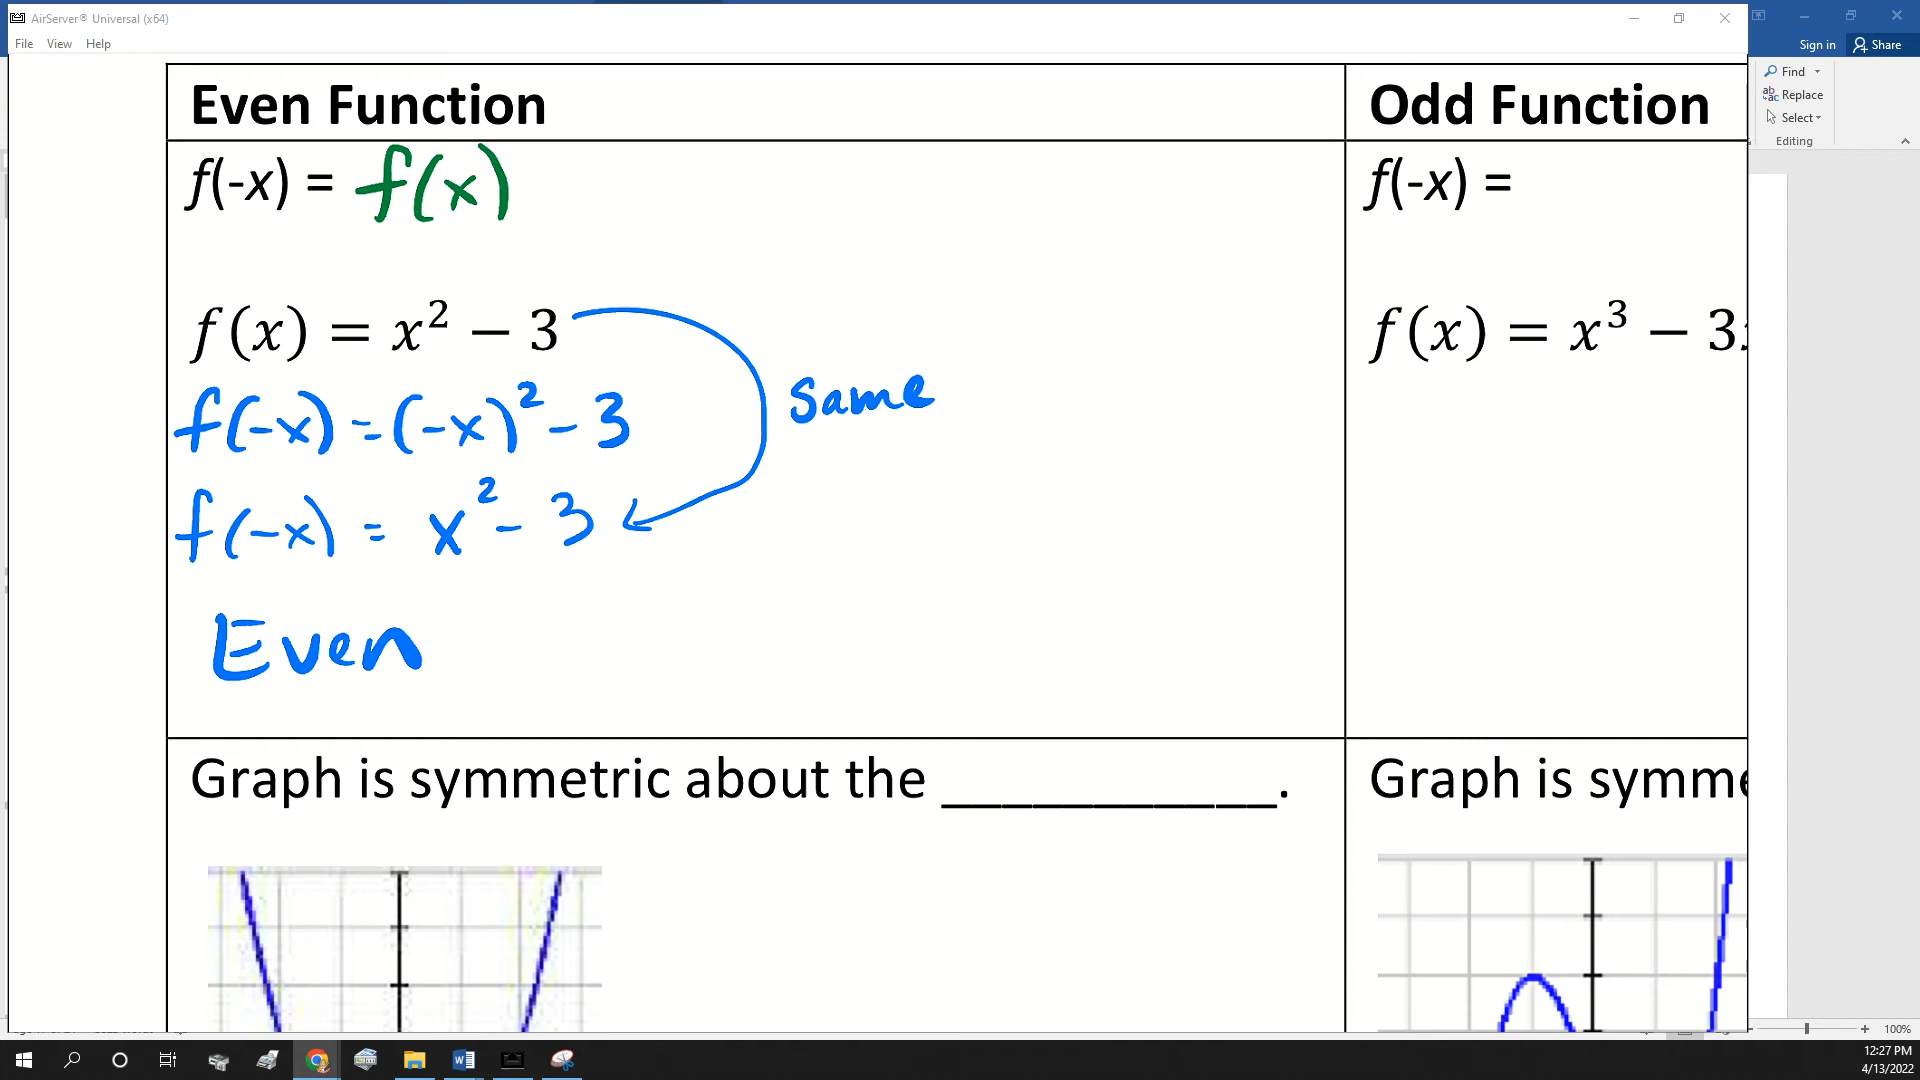 AirServer® Universal (x64)
File View Help
Sign in Share
Find
Replace
Select
Editing
Even Function
Odd Function
f(-x) = f(x)
f(-x) =
f(x) = x² − 3
same
f(x) = x³ − 3
f(-x) = (-x)² - 3
f(-x) = x² - 3
Even
Graph is symmetric about the ___________.
Graph is symme
100%
12:27 PM
4/13/2022